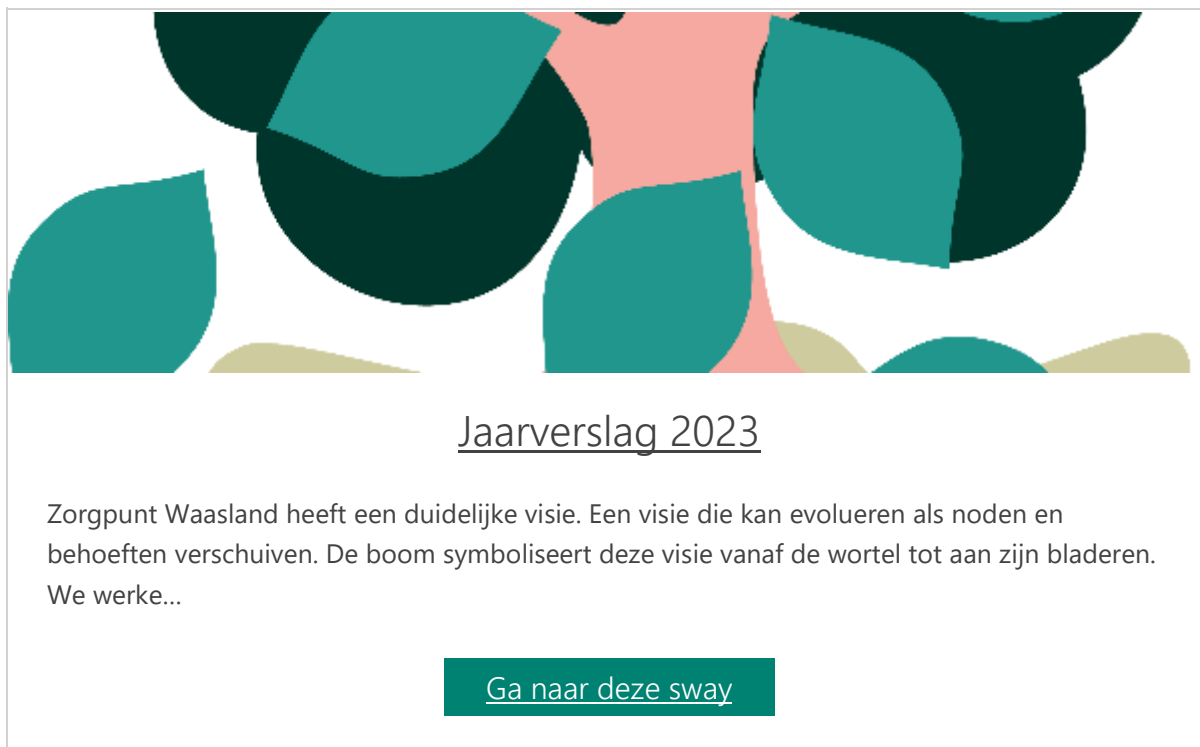 Jaarverslag 2023
Zorgpunt Waasland heeft een duidelijke visie. Een visie die kan evolueren als noden en
behoeften verschuiven. De boom symboliseert deze visie vanaf de wortel tot aan zijn bladeren.
We werke...
Ga naar deze sway